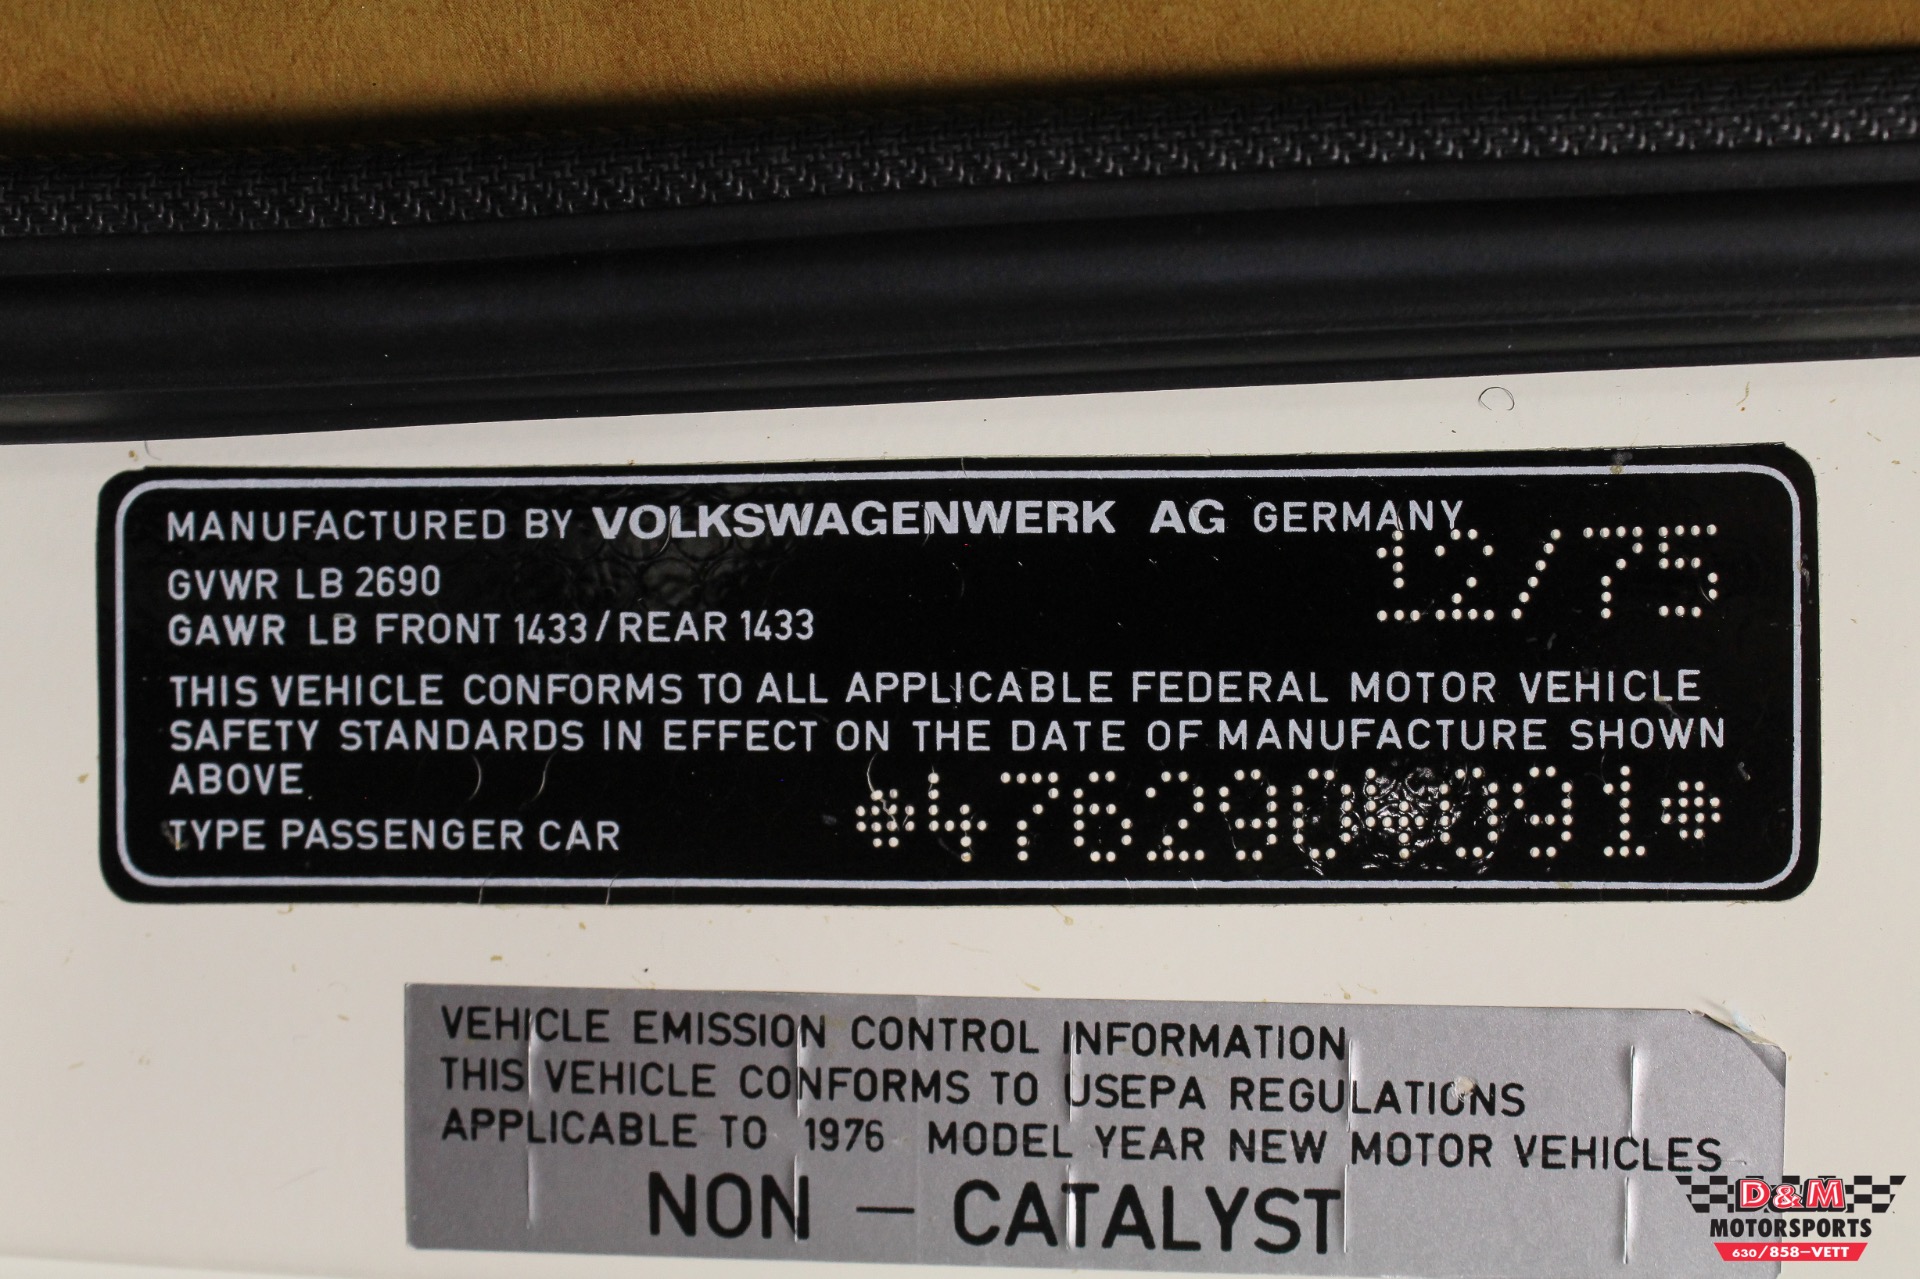 MANUFACTURED BY VOLKSWAGENWERK AG GERMANY
12/75
GVWR LB 2690
GAWR LB FRONT 1433/REAR 1433
THIS VEHICLE CONFORMS TO ALL APPLICABLE FEDERAL MOTOR VEHICLE
SAFETY STANDARDS IN EFFECT ON THE DATE OF MANUFACTURE SHOWN
ABOVE
TYPE PASSENGER CAR
*4762904091*
VEHICLE EMISSION CONTROL INFORMATION
THIS VEHICLE CONFORMS TO USEPA REGULATIONS
APPLICABLE TO 1976 MODEL YEAR NEW MOTOR VEHICLES
NON — CATALYST
D&M
MOTORSPORTS
630/858-VETT